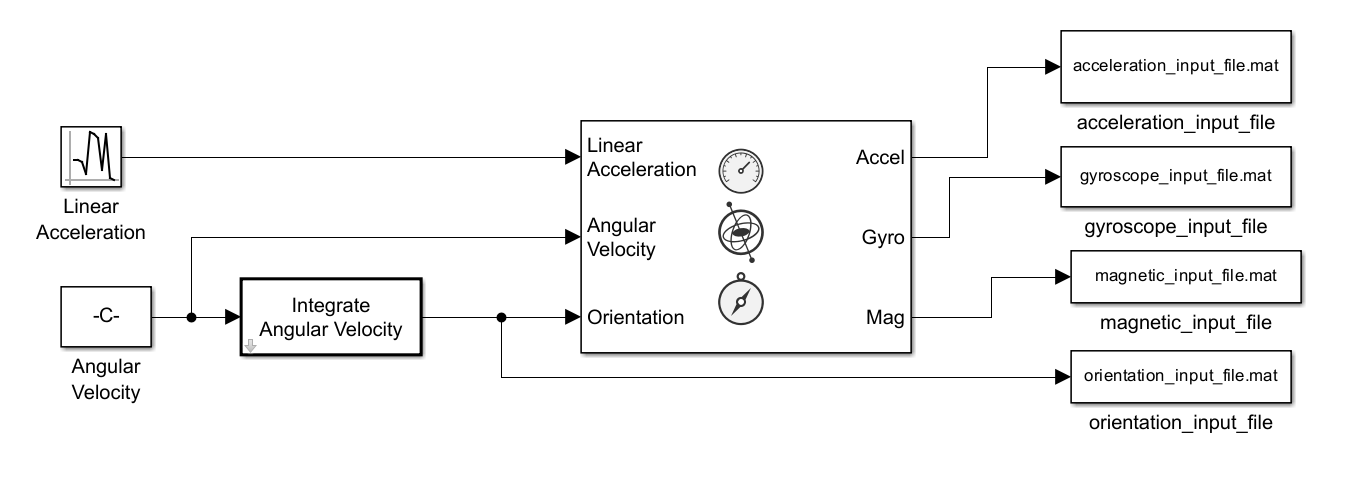 Linear
Acceleration
-C-
Angular
Velocity
Integrate
Angular Velocity
Linear
Acceleration
Angular
Velocity
Orientation
Accel
Gyro
Mag
acceleration_input_file.mat
acceleration_input_file
gyroscope_input_file.mat
gyroscope_input_file
magnetic_input_file.mat
magnetic_input_file
orientation_input_file.mat
orientation_input_file